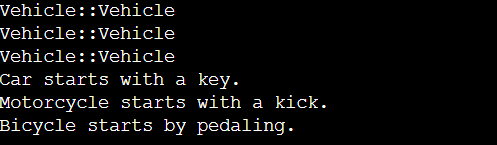 Vehicle::Vehicle
Vehicle::Vehicle
Vehicle::Vehicle
Car starts with a key.
Motorcycle starts with a kick.
Bicycle starts by pedaling.